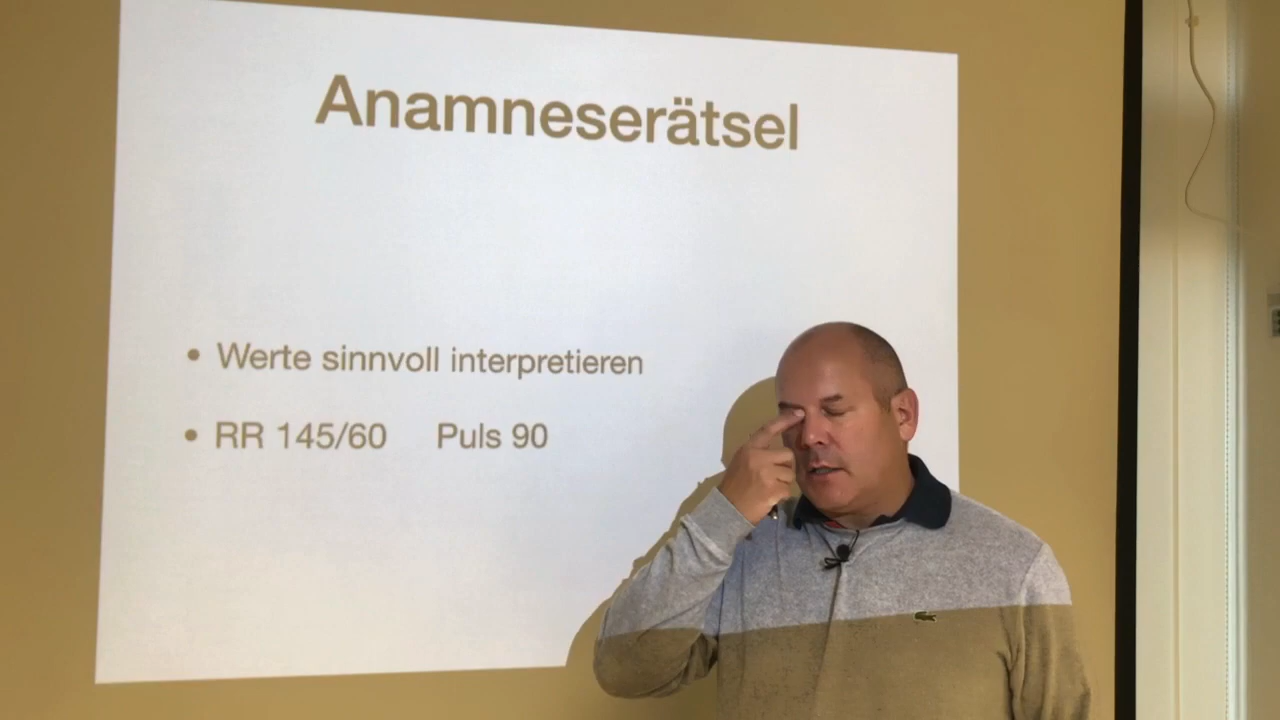 Anamneserätsel
• Werte sinnvoll interpretieren
• RR 145/60 Puls 90